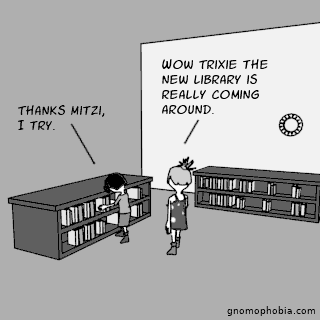 WOW TRIXIE THE
NEW LIBRARY IS
REALLY COMING
AROUND.
THANKS MITZI,
I TRY.
gnomophobia.com